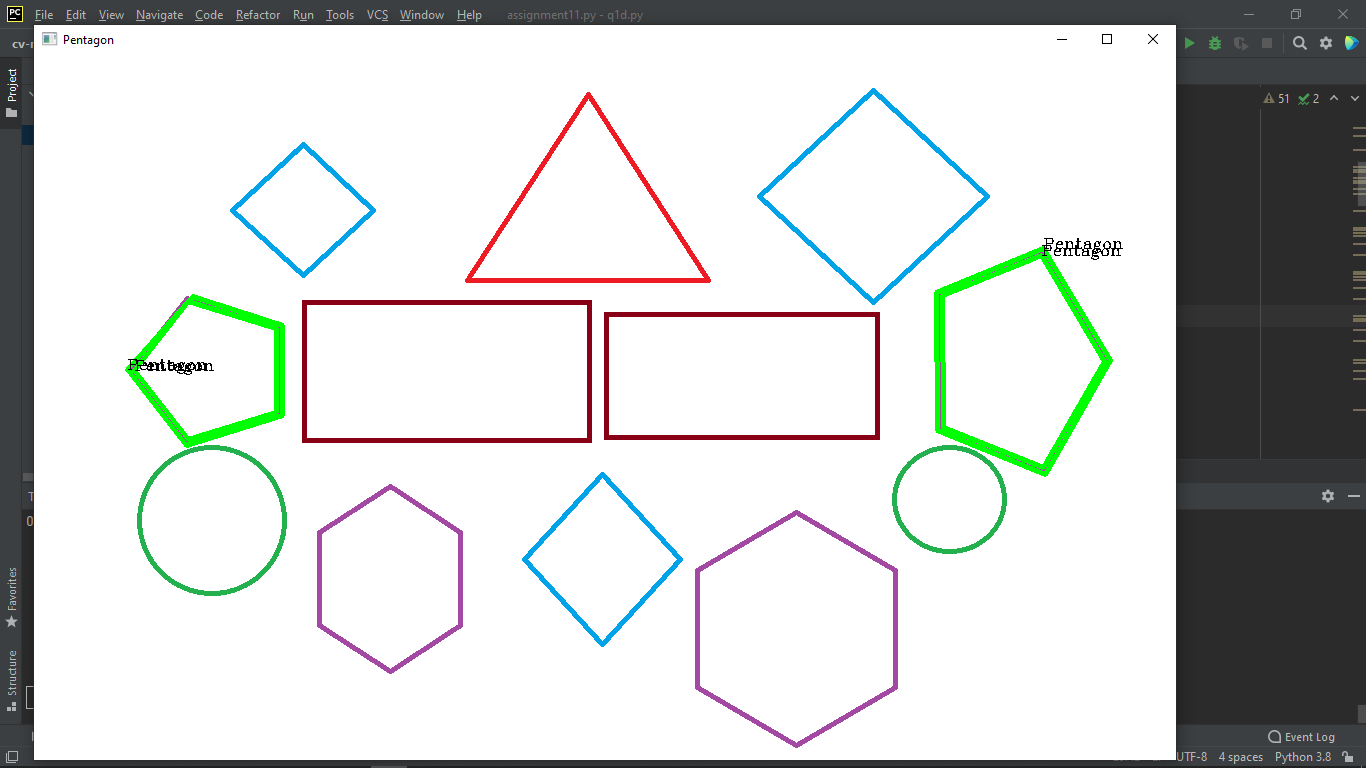 PC File Edit View Navigate Code Refactor Run Tools VCS Window Help assignment11.py - q1d.py
Pentagon
Project
51 2
Pentagon
Pentagon
Pentagon
Pentagon
Favorites
Structure
Event Log
UTF-8 4 spaces Python 3.8